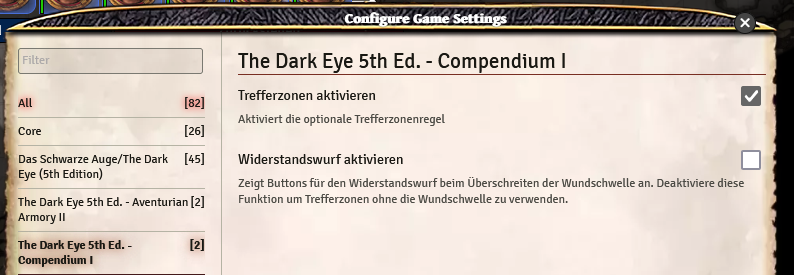 Configure Game Settings
Filter
All [82]
Core [26]
Das Schwarze Auge/The Dark [45]
Eye (5th Edition)
The Dark Eye 5th Ed. - Aventurian [2]
Armory II
The Dark Eye 5th Ed. - [2]
Compendium I
The Dark Eye 5th Ed. - Compendium I
Trefferzonen aktivieren
Aktiviert die optionale Trefferzonenregel
Widerstandswurf aktivieren
Zeigt Buttons für den Widerstandswurf beim Überschreiten der Wundschwelle an. Deaktiviere diese
Funktion um Trefferzonen ohne die Wundschwelle zu verwenden.